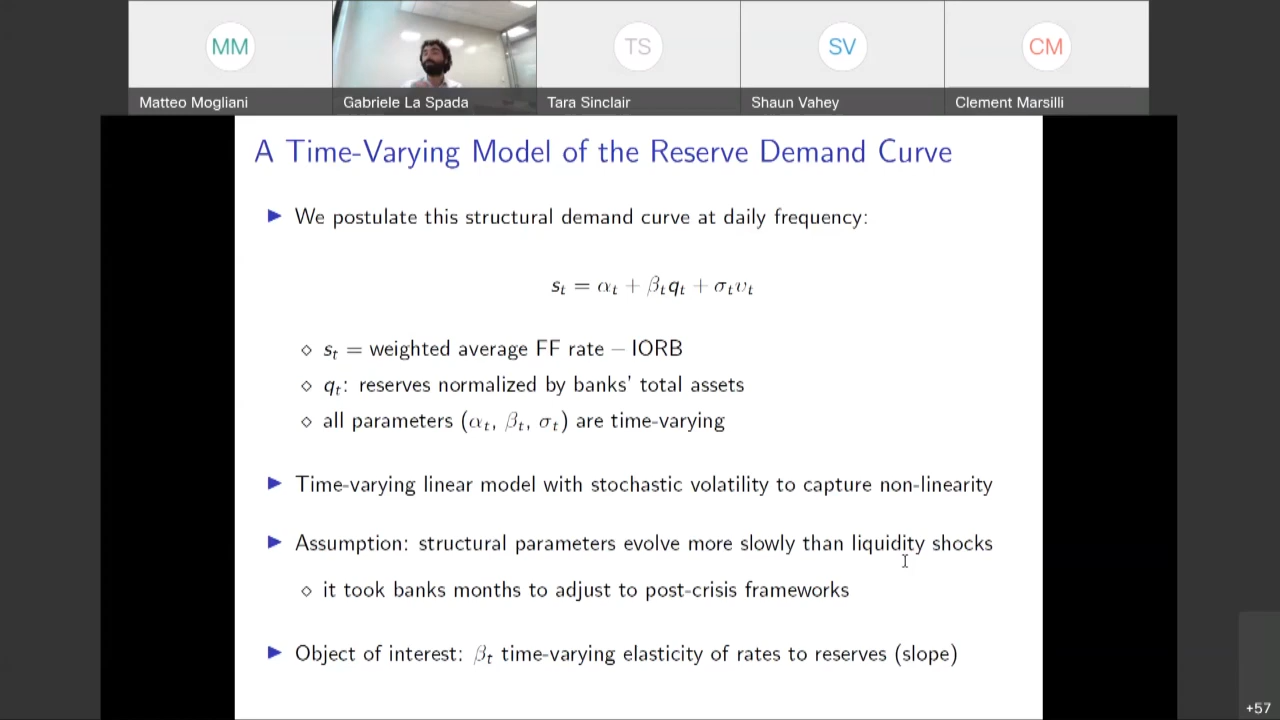 MM
TS
SV
CM
Matteo Mogliani
Gabriele La Spada
Tara Sinclair
Shaun Vahey
Clement Marsilli
A Time-Varying Model of the Reserve Demand Curve
► We postulate this structural demand curve at daily frequency:
sₜ = αₜ + βₜqₜ + σₜυₜ
◇ sₜ = weighted average FF rate – IORB
◇ qₜ: reserves normalized by banks' total assets
◇ all parameters (αₜ, βₜ, σₜ) are time-varying
► Time-varying linear model with stochastic volatility to capture non-linearity
► Assumption: structural parameters evolve more slowly than liquidity shocks
◇ it took banks months to adjust to post-crisis frameworks
► Object of interest: βₜ time-varying elasticity of rates to reserves (slope)
+57